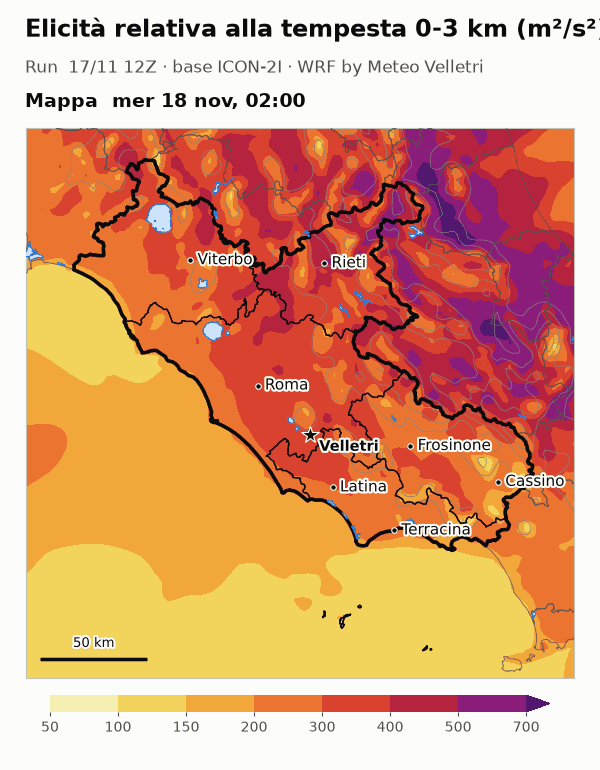 Elicità relativa alla tempesta 0-3 km (m²/s²)
Run  17/11 12Z · base ICON-2I · WRF by Meteo Velletri
Mappa  mer 18 nov, 02:00
Viterbo
Rieti
Roma
Velletri
Frosinone
Cassino
Latina
Terracina
50 km
50 100 150 200 300 400 500 700